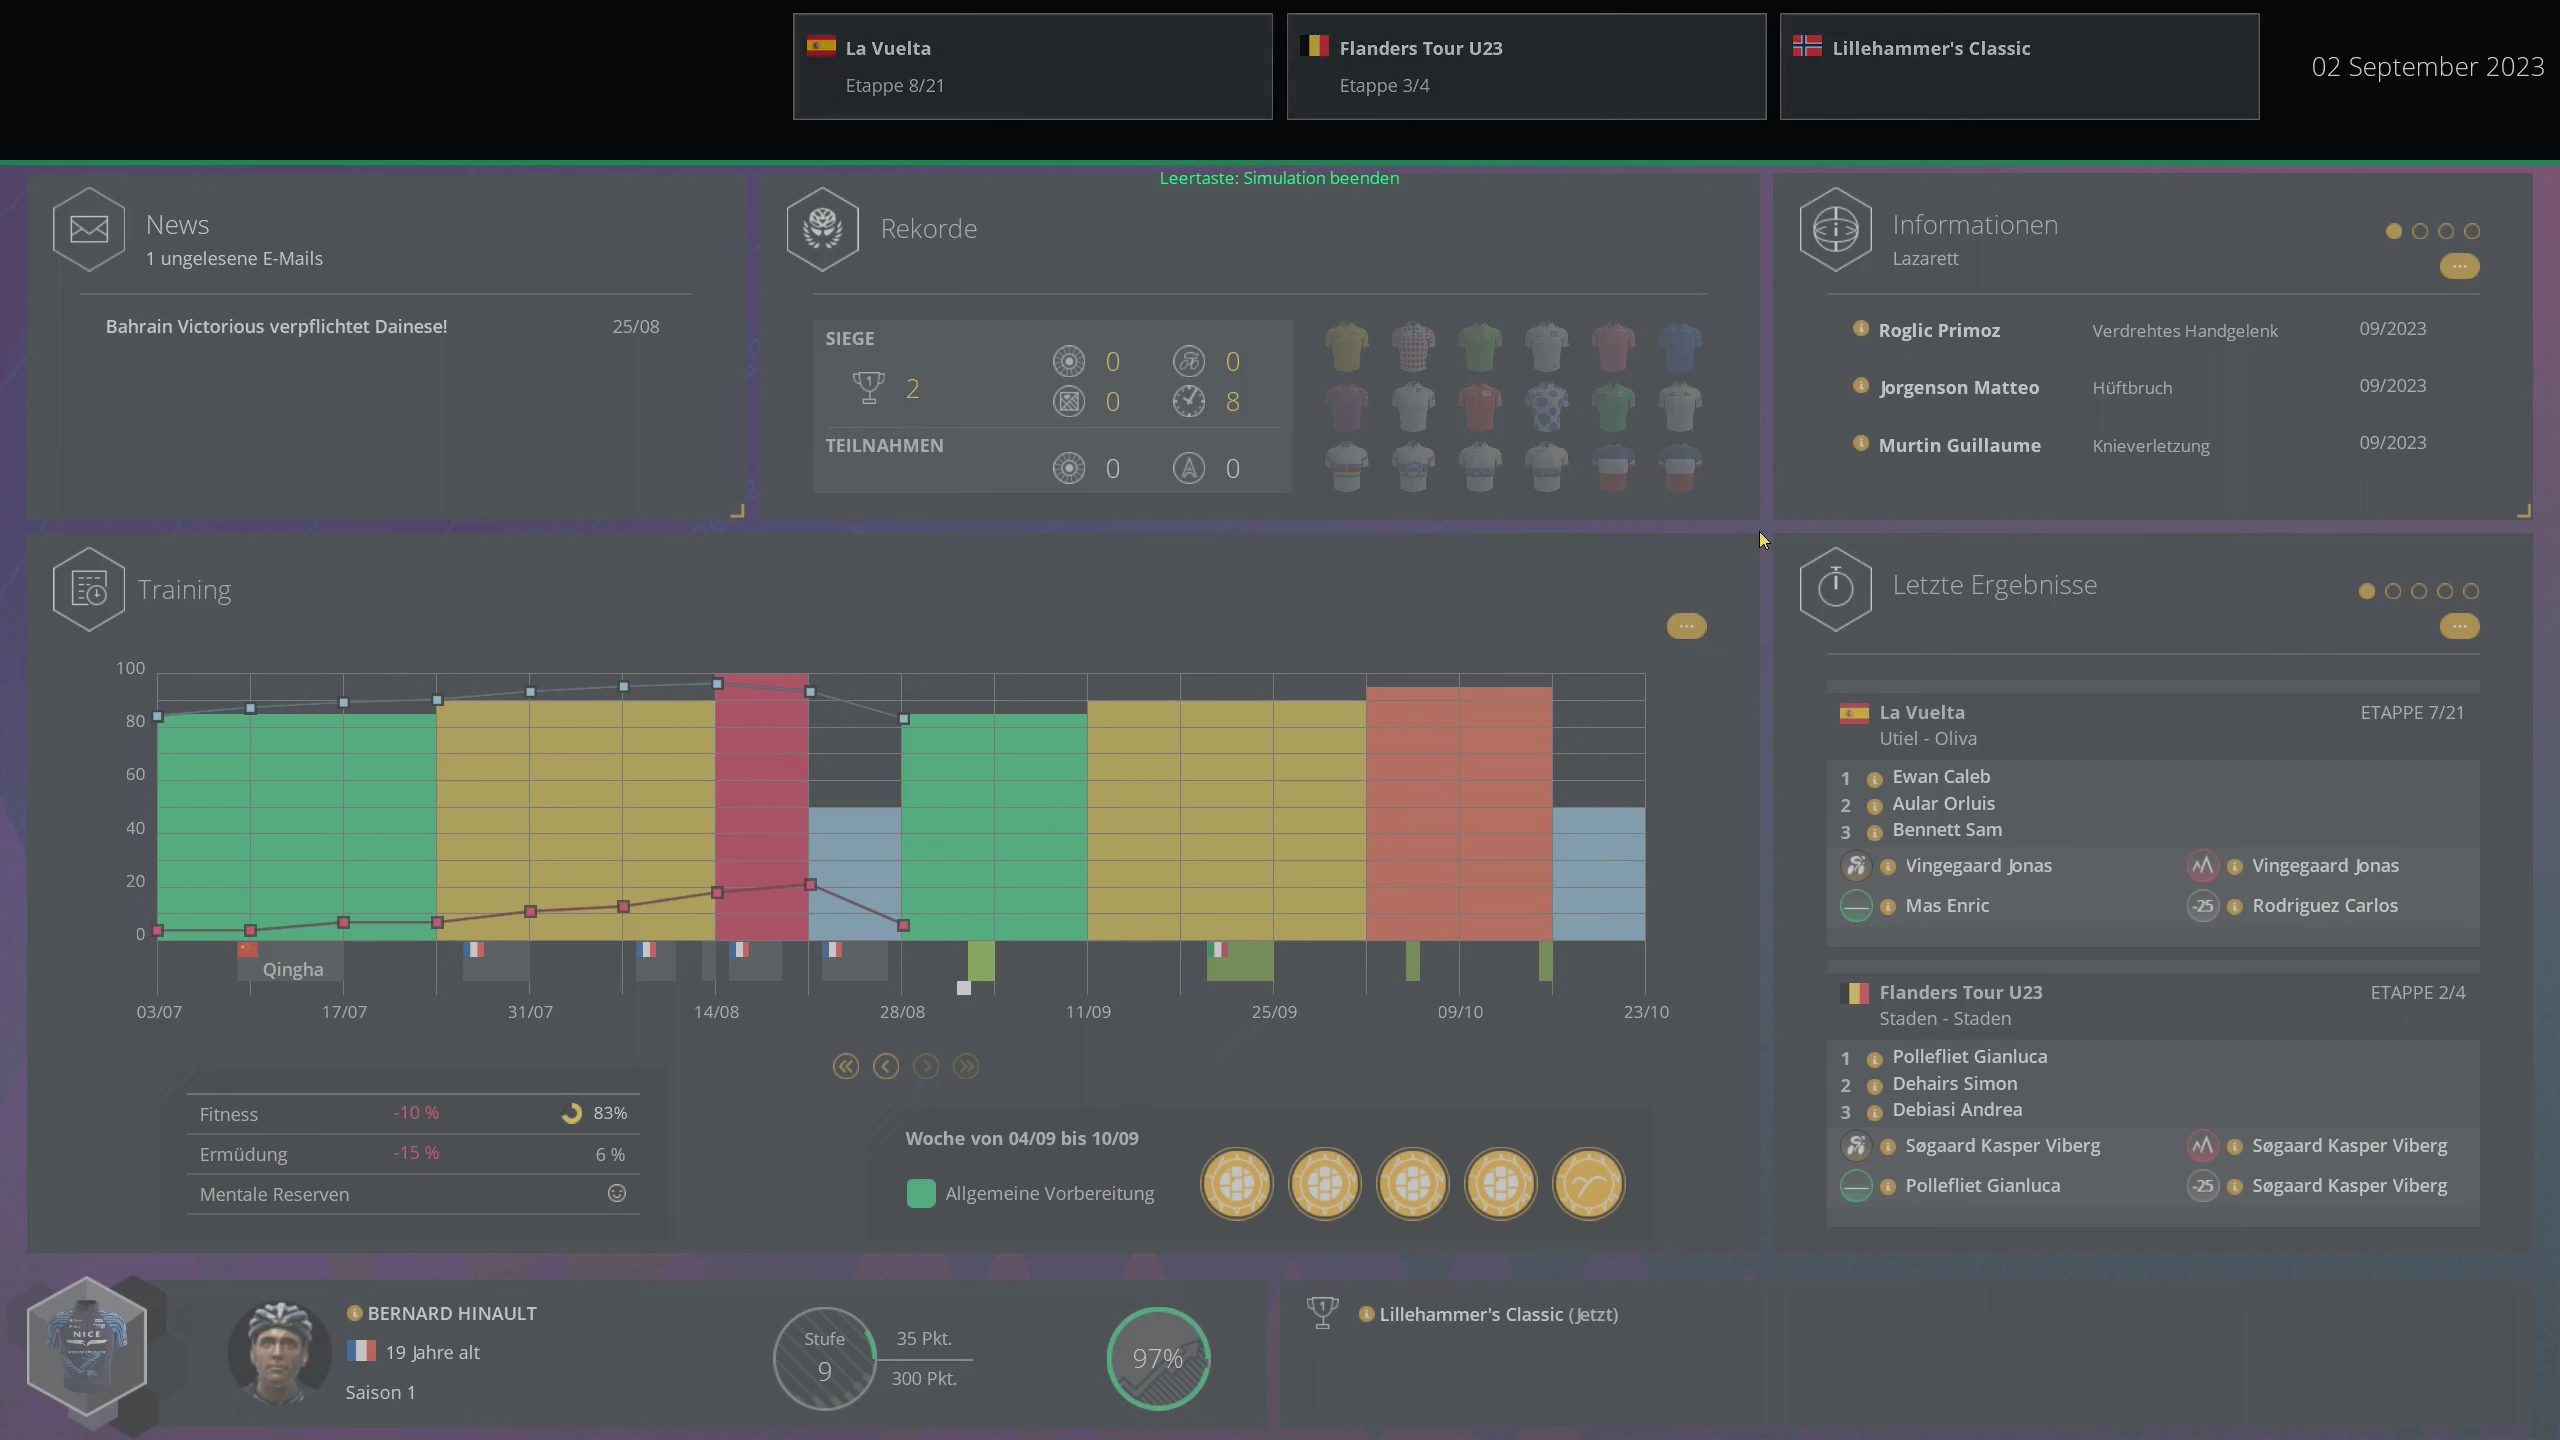 La Vuelta
Etappe 8/21
Flanders Tour U23
Etappe 3/4
Lillehammer's Classic
02 September 2023
Leertaste: Simulation beenden
News
1 ungelesene E-Mails
Bahrain Victorious verpflichtet Dainese! 25/08
Rekorde
SIEGE
2
0 0
0 8
TEILNAHMEN
0 0
Informationen
Lazarett
Roglic Primoz Verdrehtes Handgelenk 09/2023
Jorgenson Matteo Hüftbruch 09/2023
Murtin Guillaume Knieverletzung 09/2023
Training
100
80
60
40
20
0
Qingha
03/07 17/07 31/07 14/08 28/08 11/09 25/09 09/10 23/10
Fitness -10 % 83%
Ermüdung -15 % 6 %
Mentale Reserven
Woche von 04/09 bis 10/09
Allgemeine Vorbereitung
Letzte Ergebnisse
La Vuelta ETAPPE 7/21
Utiel - Oliva
1 Ewan Caleb
2 Aular Orluis
3 Bennett Sam
Vingegaard Jonas Vingegaard Jonas
Mas Enric -25 Rodriguez Carlos
Flanders Tour U23 ETAPPE 2/4
Staden - Staden
1 Pollefliet Gianluca
2 Dehairs Simon
3 Debiasi Andrea
Søgaard Kasper Viberg Søgaard Kasper Viberg
Pollefliet Gianluca -25 Søgaard Kasper Viberg
NICE
BERNARD HINAULT
19 Jahre alt
Saison 1
Stufe
9
35 Pkt.
300 Pkt.
97%
1 Lillehammer's Classic (Jetzt)